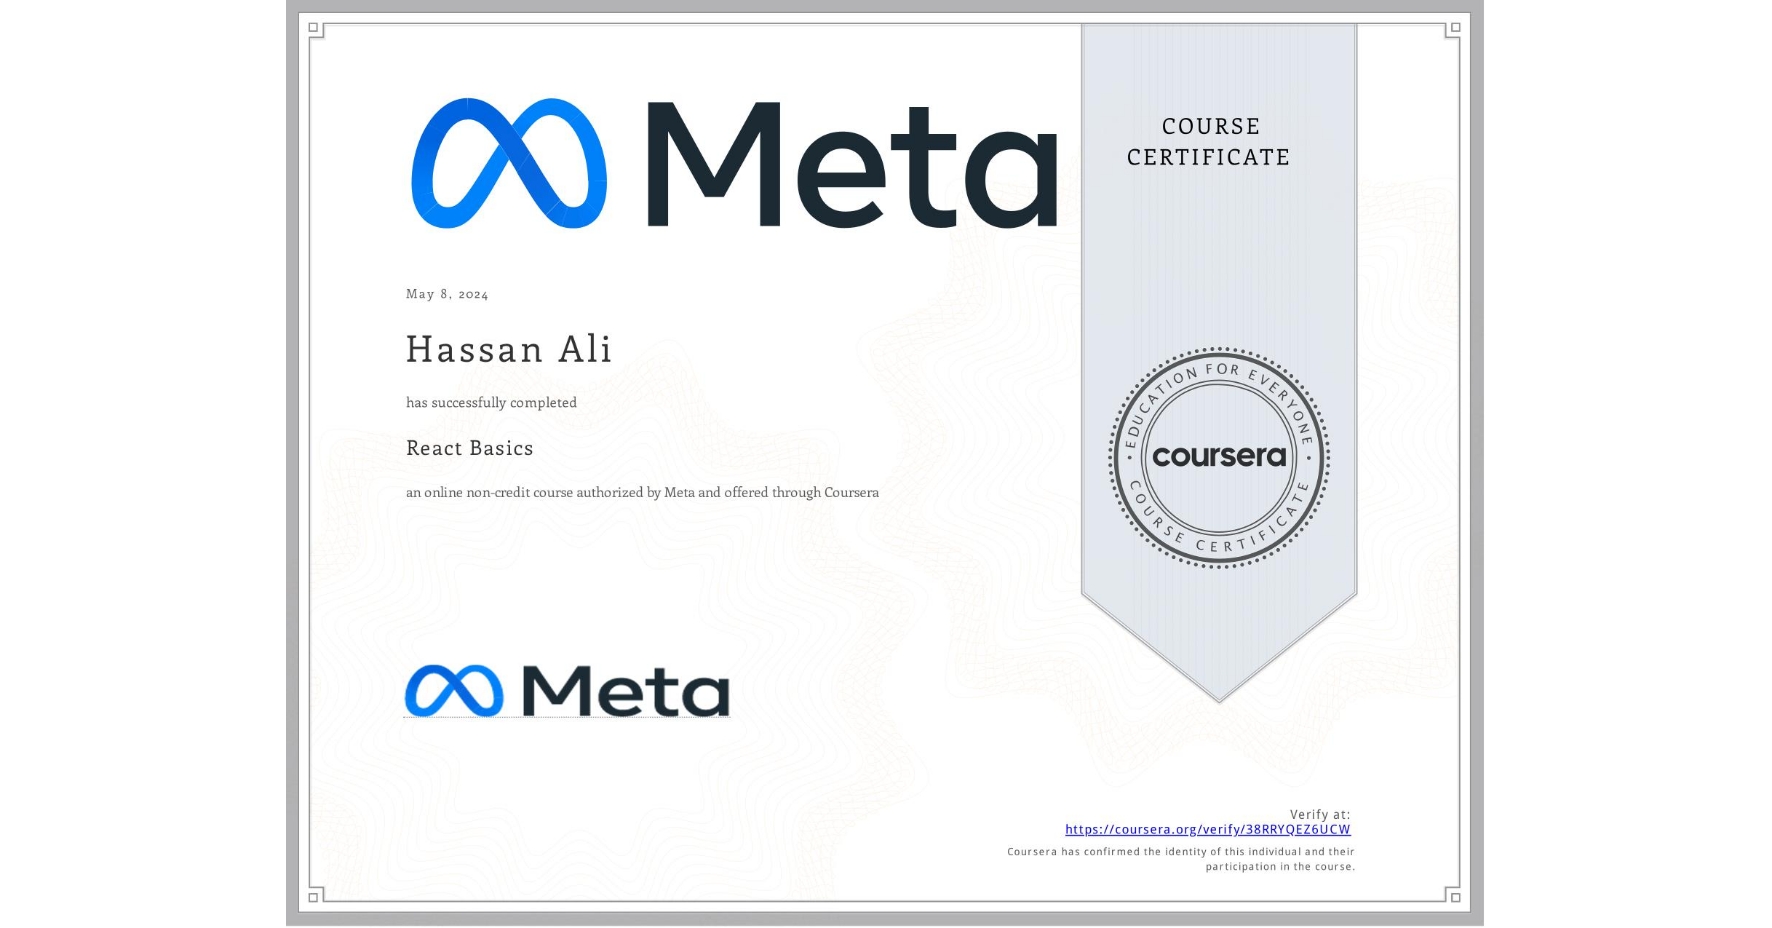 Meta
COURSE
CERTIFICATE
May 8, 2024
Hassan Ali
has successfully completed
React Basics
an online non-credit course authorized by Meta and offered through Coursera
EDUCATION FOR EVERYONE
coursera
COURSE CERTIFICATE
Meta
Verify at:
https://coursera.org/verify/38RRYQEZ6UCW
Coursera has confirmed the identity of this individual and their
participation in the course.